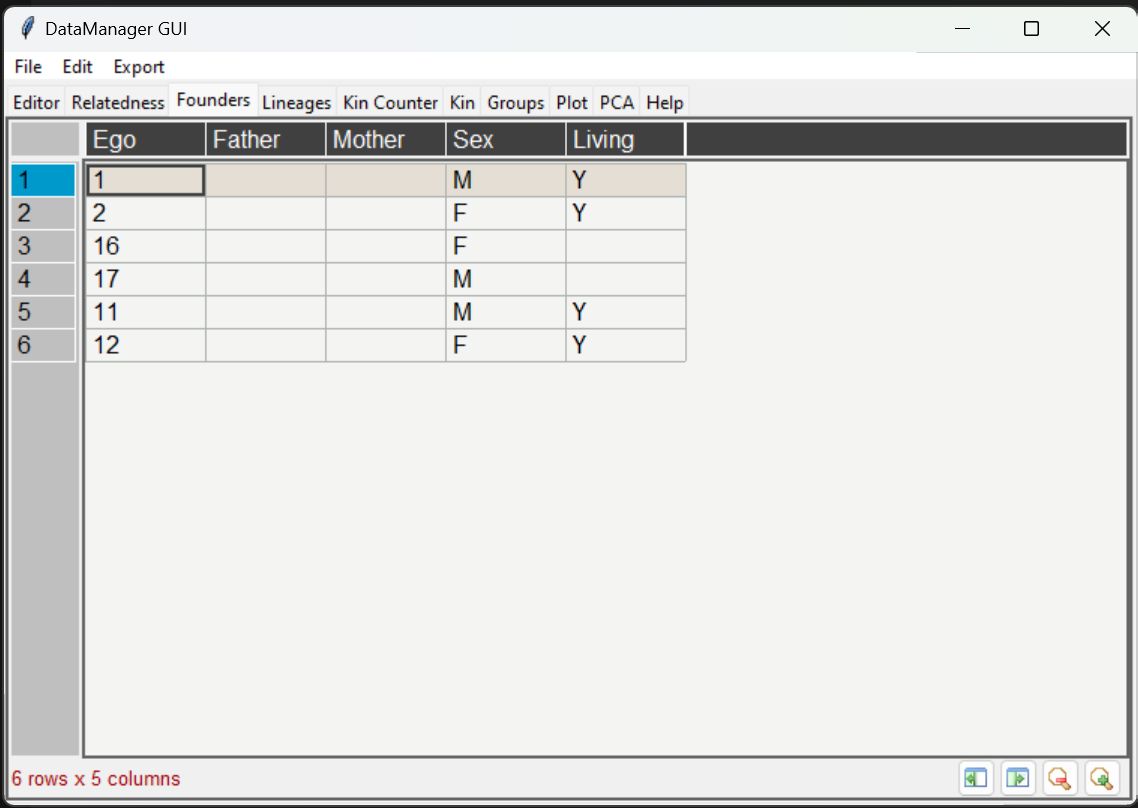 DataManager GUI
File Edit Export
Editor Relatedness Founders Lineages Kin Counter Kin Groups Plot PCA Help
Ego Father Mother Sex Living
1 1 M Y
2 2 F Y
3 16 F
4 17 M
5 11 M Y
6 12 F Y
6 rows x 5 columns